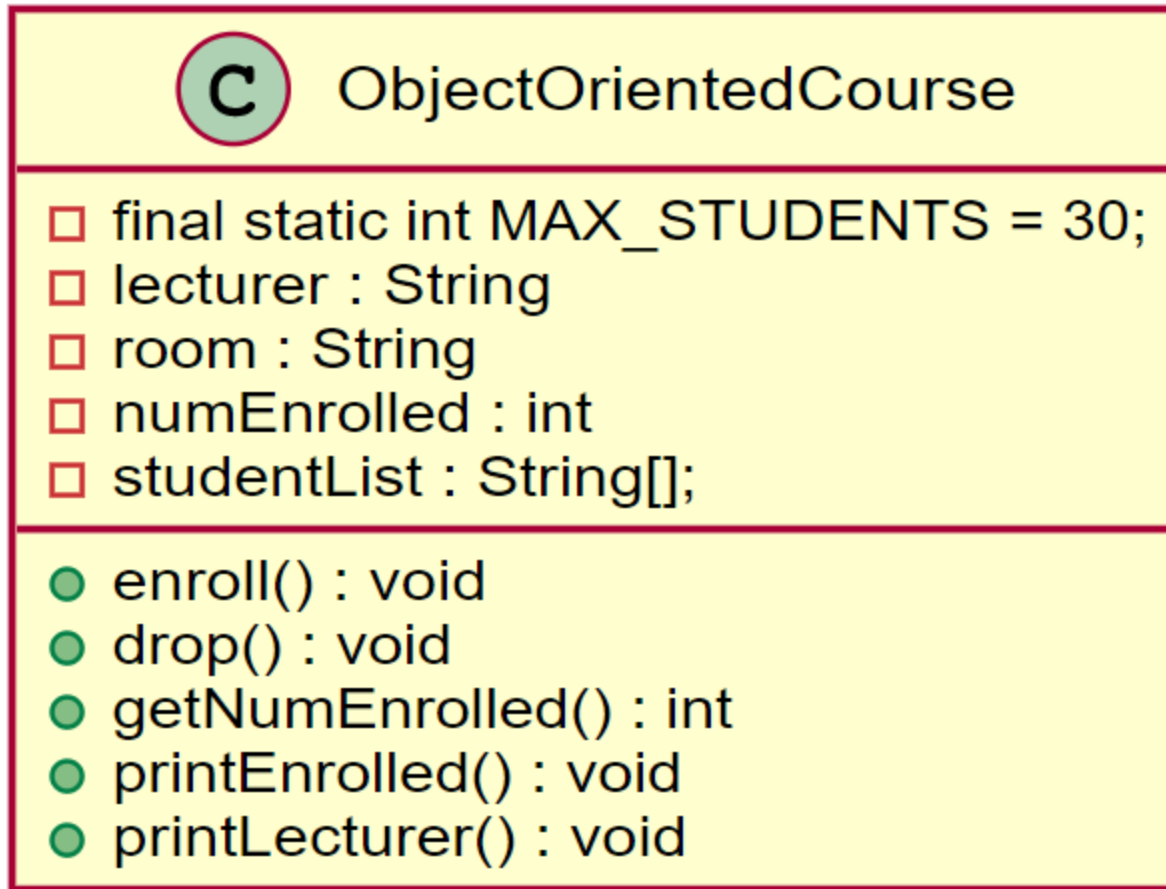 C ObjectOrientedCourse
final static int MAX_STUDENTS = 30;
lecturer : String
room : String
numEnrolled : int
studentList : String[];
enroll() : void
drop() : void
getNumEnrolled() : int
printEnrolled() : void
printLecturer() : void